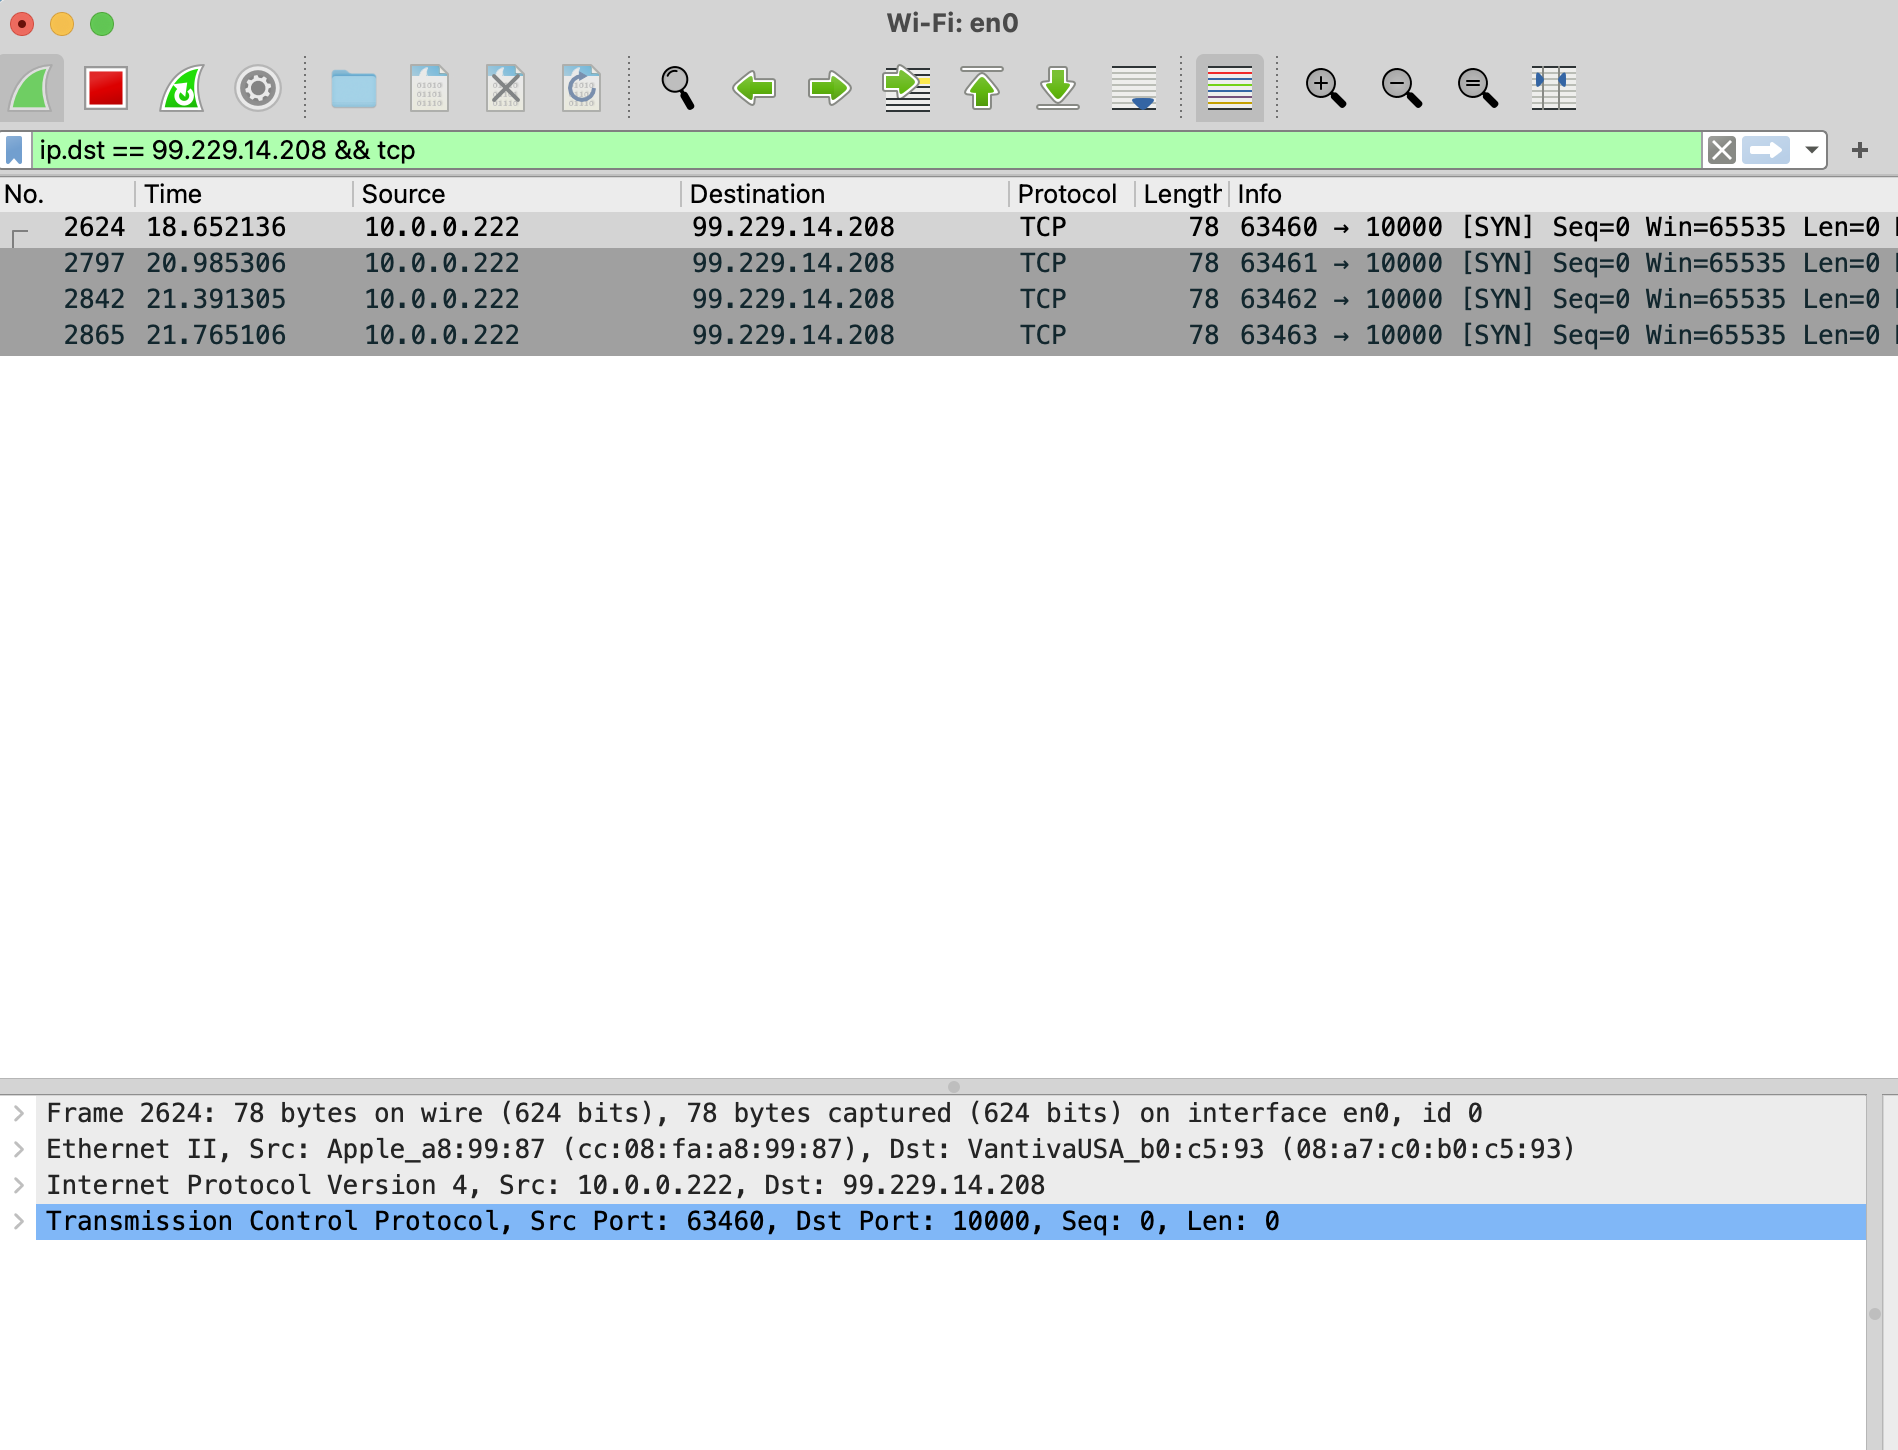 Wi-Fi: en0
ip.dst == 99.229.14.208 && tcp
No. Time Source Destination Protocol Length Info
2624 18.652136 10.0.0.222 99.229.14.208 TCP 78 63460 → 10000 [SYN] Seq=0 Win=65535 Len=0
2797 20.985306 10.0.0.222 99.229.14.208 TCP 78 63461 → 10000 [SYN] Seq=0 Win=65535 Len=0
2842 21.391305 10.0.0.222 99.229.14.208 TCP 78 63462 → 10000 [SYN] Seq=0 Win=65535 Len=0
2865 21.765106 10.0.0.222 99.229.14.208 TCP 78 63463 → 10000 [SYN] Seq=0 Win=65535 Len=0
Frame 2624: 78 bytes on wire (624 bits), 78 bytes captured (624 bits) on interface en0, id 0
Ethernet II, Src: Apple_a8:99:87 (cc:08:fa:a8:99:87), Dst: VantivaUSA_b0:c5:93 (08:a7:c0:b0:c5:93)
Internet Protocol Version 4, Src: 10.0.0.222, Dst: 99.229.14.208
Transmission Control Protocol, Src Port: 63460, Dst Port: 10000, Seq: 0, Len: 0